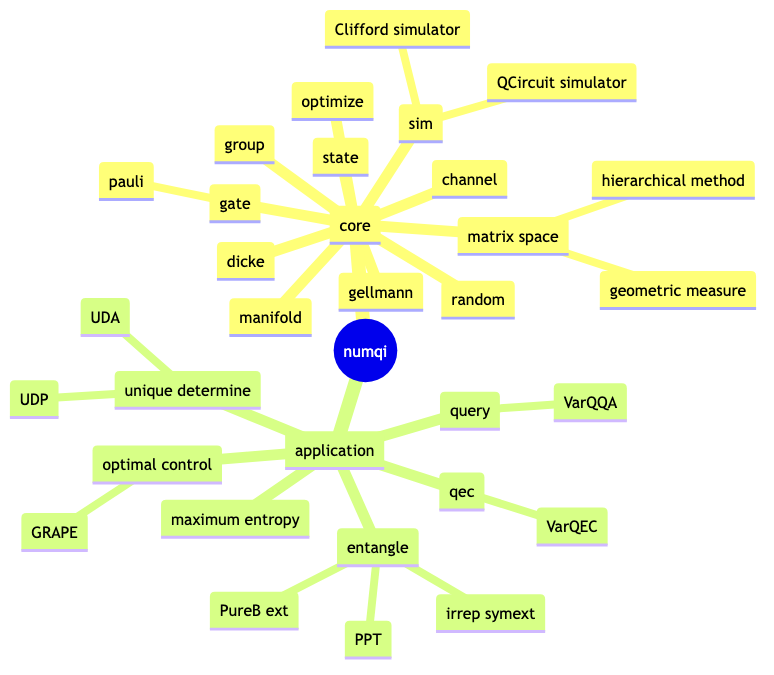 Clifford simulator
QCircuit simulator
optimize
sim
group
state
channel
pauli
gate
hierarchical method
core
matrix space
dicke
geometric measure
gellmann
random
manifold
UDA
numqi
unique determine
UDP
query
VarQQA
application
optimal control
qec
maximum entropy
GRAPE
VarQEC
entangle
PureB ext
irrep symext
PPT